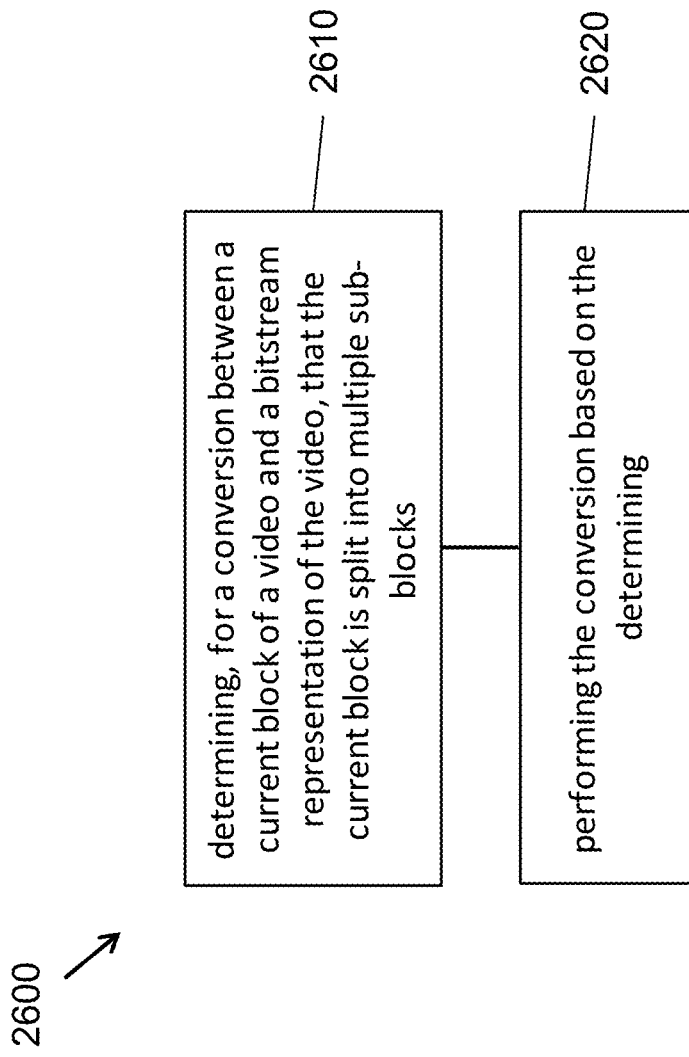 2600
determining, for a conversion between a
current block of a video and a bitstream
representation of the video, that the
current block is split into multiple sub-
blocks
2610
performing the conversion based on the
determining
2620